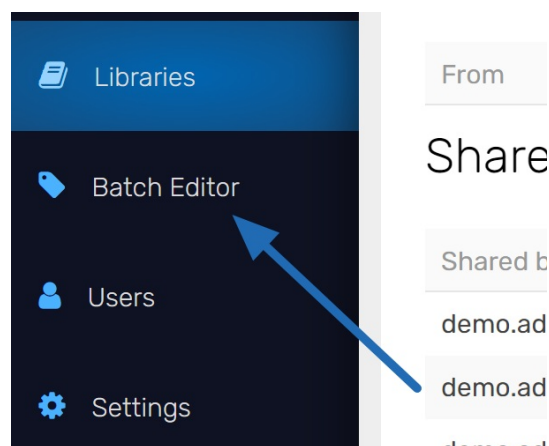 Libraries
Batch Editor
Users
Settings
From
Share
Shared b
demo.ad
demo.ad